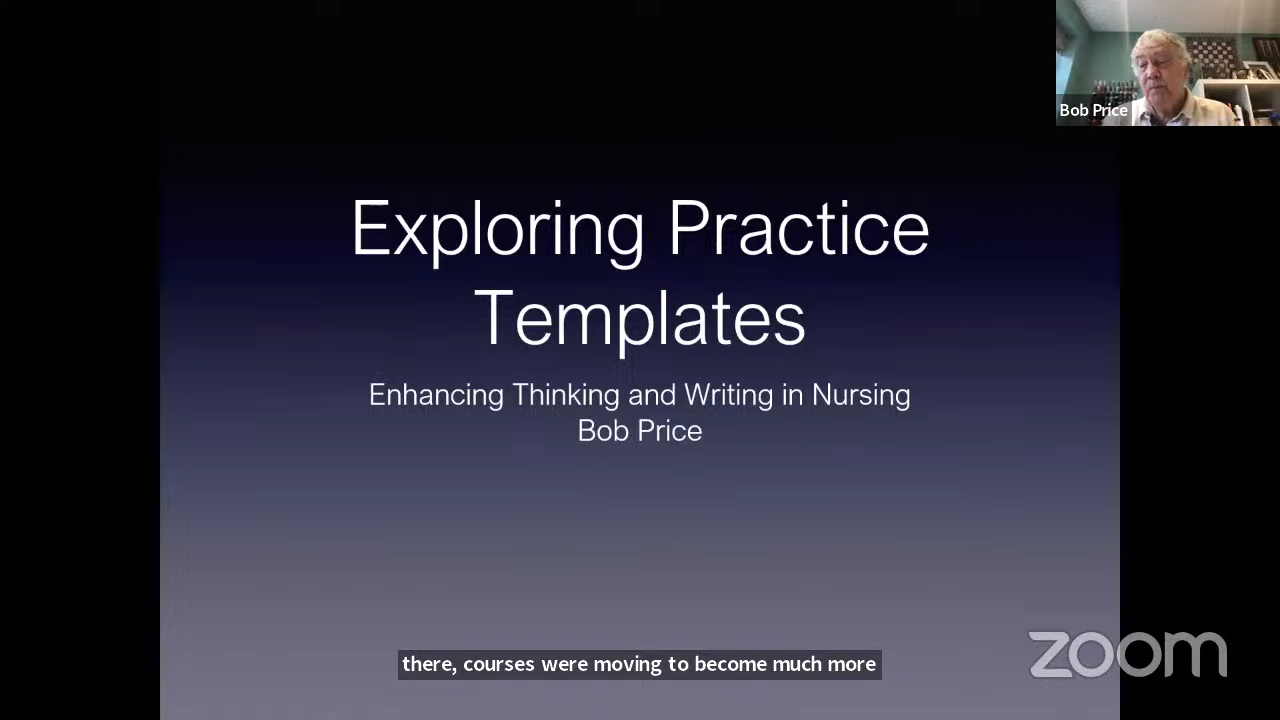 Bob Price
Exploring Practice
Templates
Enhancing Thinking and Writing in Nursing
Bob Price
there, courses were moving to become much more
zoom